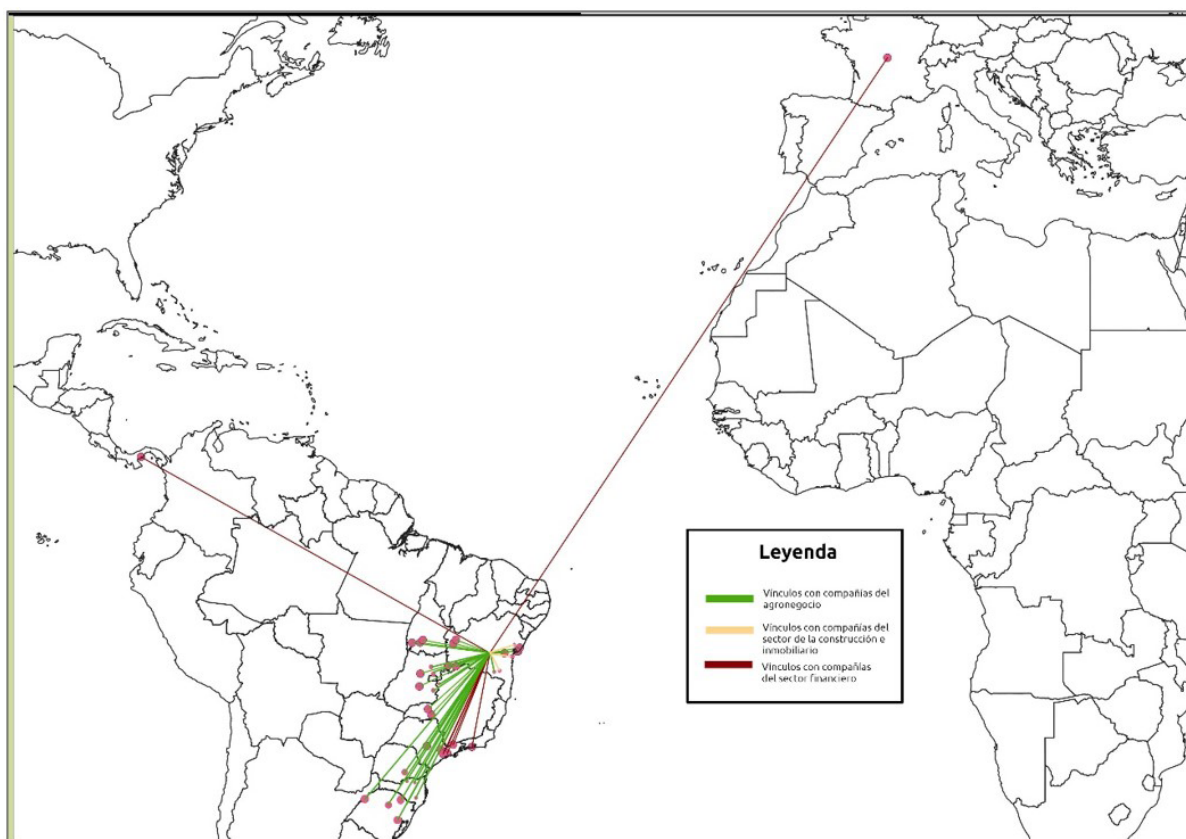 Leyenda
Vínculos con compañías del
agronegocio
Vínculos con compañías del
sector de la construcción e
inmobiliario
Vínculos con compañías
del sector financiero